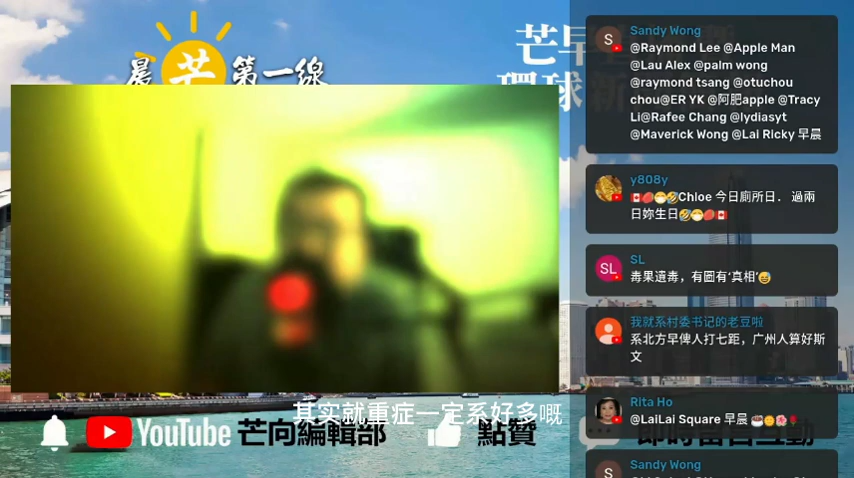 晨芒第一線
芒早
環球新
Sandy Wong
@Raymond Lee @Apple Man
@Lau Alex @palm wong
@raymond tsang @otuchou
chou@ER YK @阿肥apple @Tracy
Li@Rafee Chang @lydiasyt
@Maverick Wong @Lai Ricky 早晨
y808y
Chloe 今日廁所日． 過兩
日妳生日
SL
SL
毒果遺毒，有圖有‘真相’
我就系村委书记的老豆啦
系北方早俾人打七距，广州人算好斯
文
Rita Ho
@LaiLai Square 早晨
其实就重症一定系好多嘅
YouTube 芒向編輯部 點贊 即時留言互動
Sandy Wong